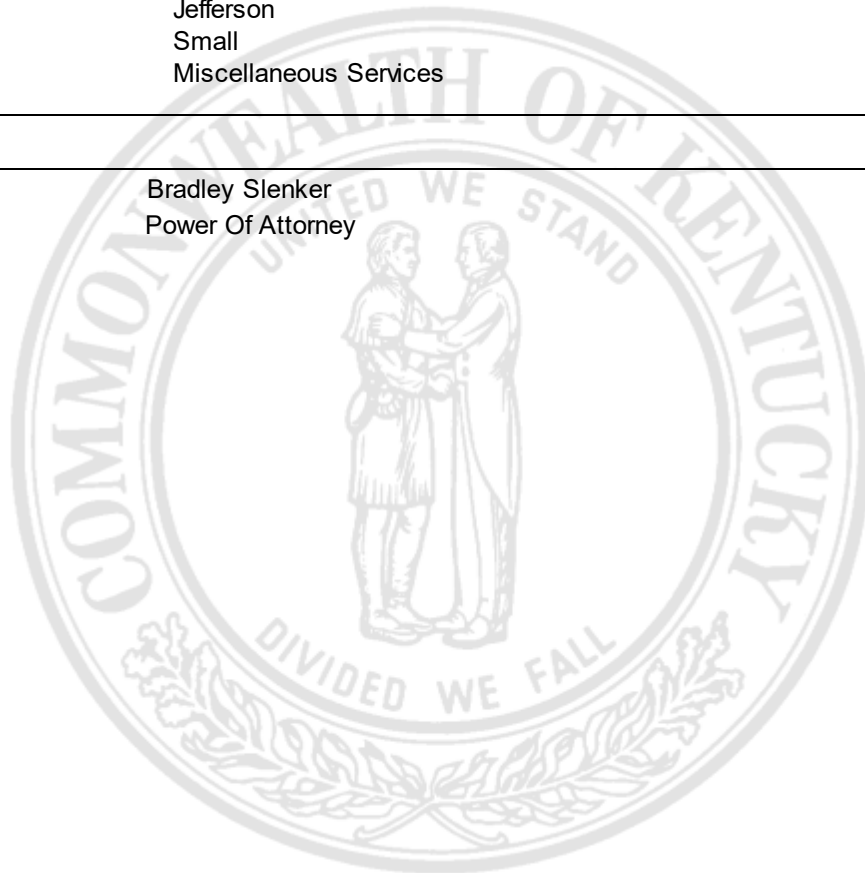 Jefferson
Small
Miscellaneous Services
Bradley Slenker
Power Of Attorney
COMMONWEALTH OF KENTUCKY
UNITED WE STAND
DIVIDED WE FALL